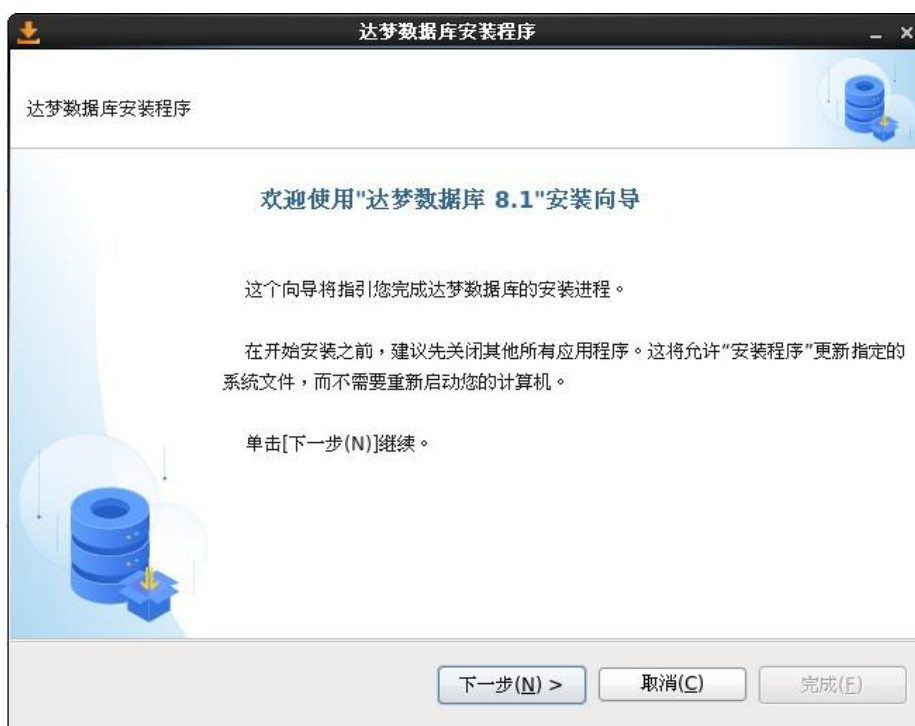 达梦数据库安装程序
达梦数据库安装程序
欢迎使用"达梦数据库 8.1"安装向导
这个向导将指引您完成达梦数据库的安装进程。
在开始安装之前，建议先关闭其他所有应用程序。这将允许“安装程序”更新指定的
系统文件，而不需要重新启动您的计算机。
单击[下一步(N)]继续。
下一步(N) >
取消(C)
完成(F)